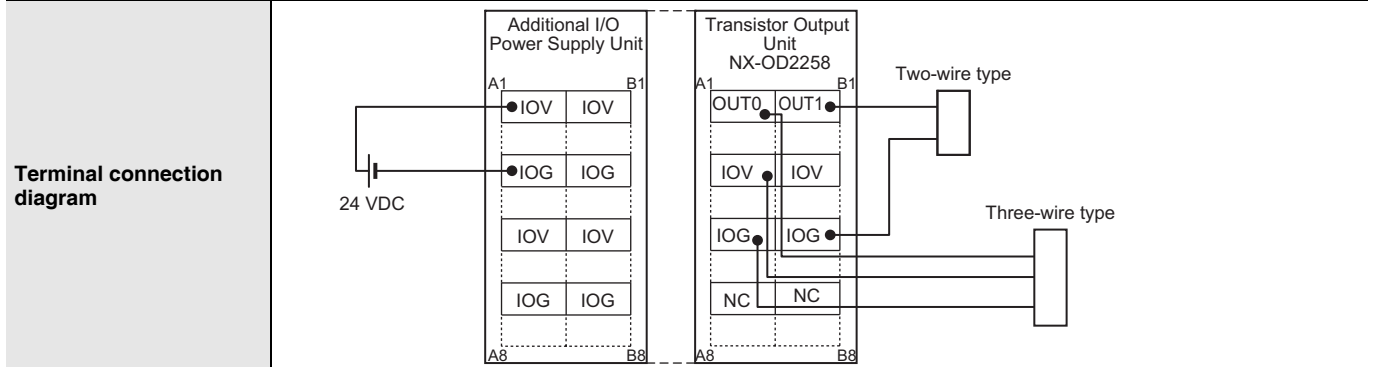 Terminal connection
diagram
Additional I/O
Power Supply Unit
A1
B1
IOV
IOV
IOG
IOG
IOV
IOV
IOG
IOG
A8
B8
24 VDC
Transistor Output
Unit
NX-OD2258
A1
B1
OUT0
OUT1
IOV
IOV
IOG
IOG
NC
NC
A8
B8
Two-wire type
Three-wire type